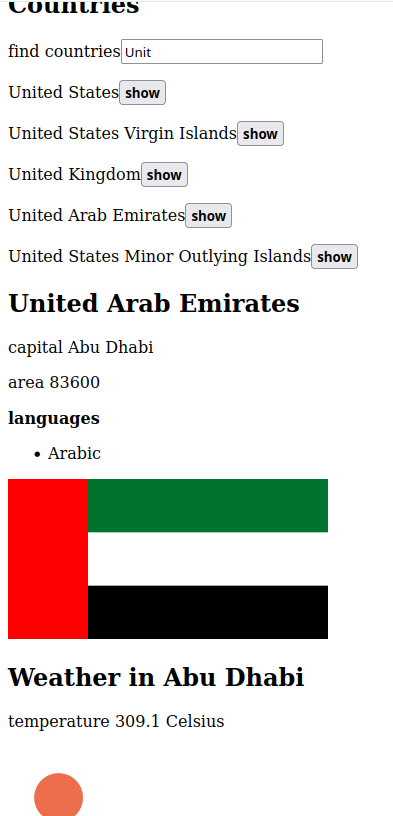 Countries
find countries Unit
United States show
United States Virgin Islands show
United Kingdom show
United Arab Emirates show
United States Minor Outlying Islands show
United Arab Emirates
capital Abu Dhabi
area 83600
languages
• Arabic
Weather in Abu Dhabi
temperature 309.1 Celsius